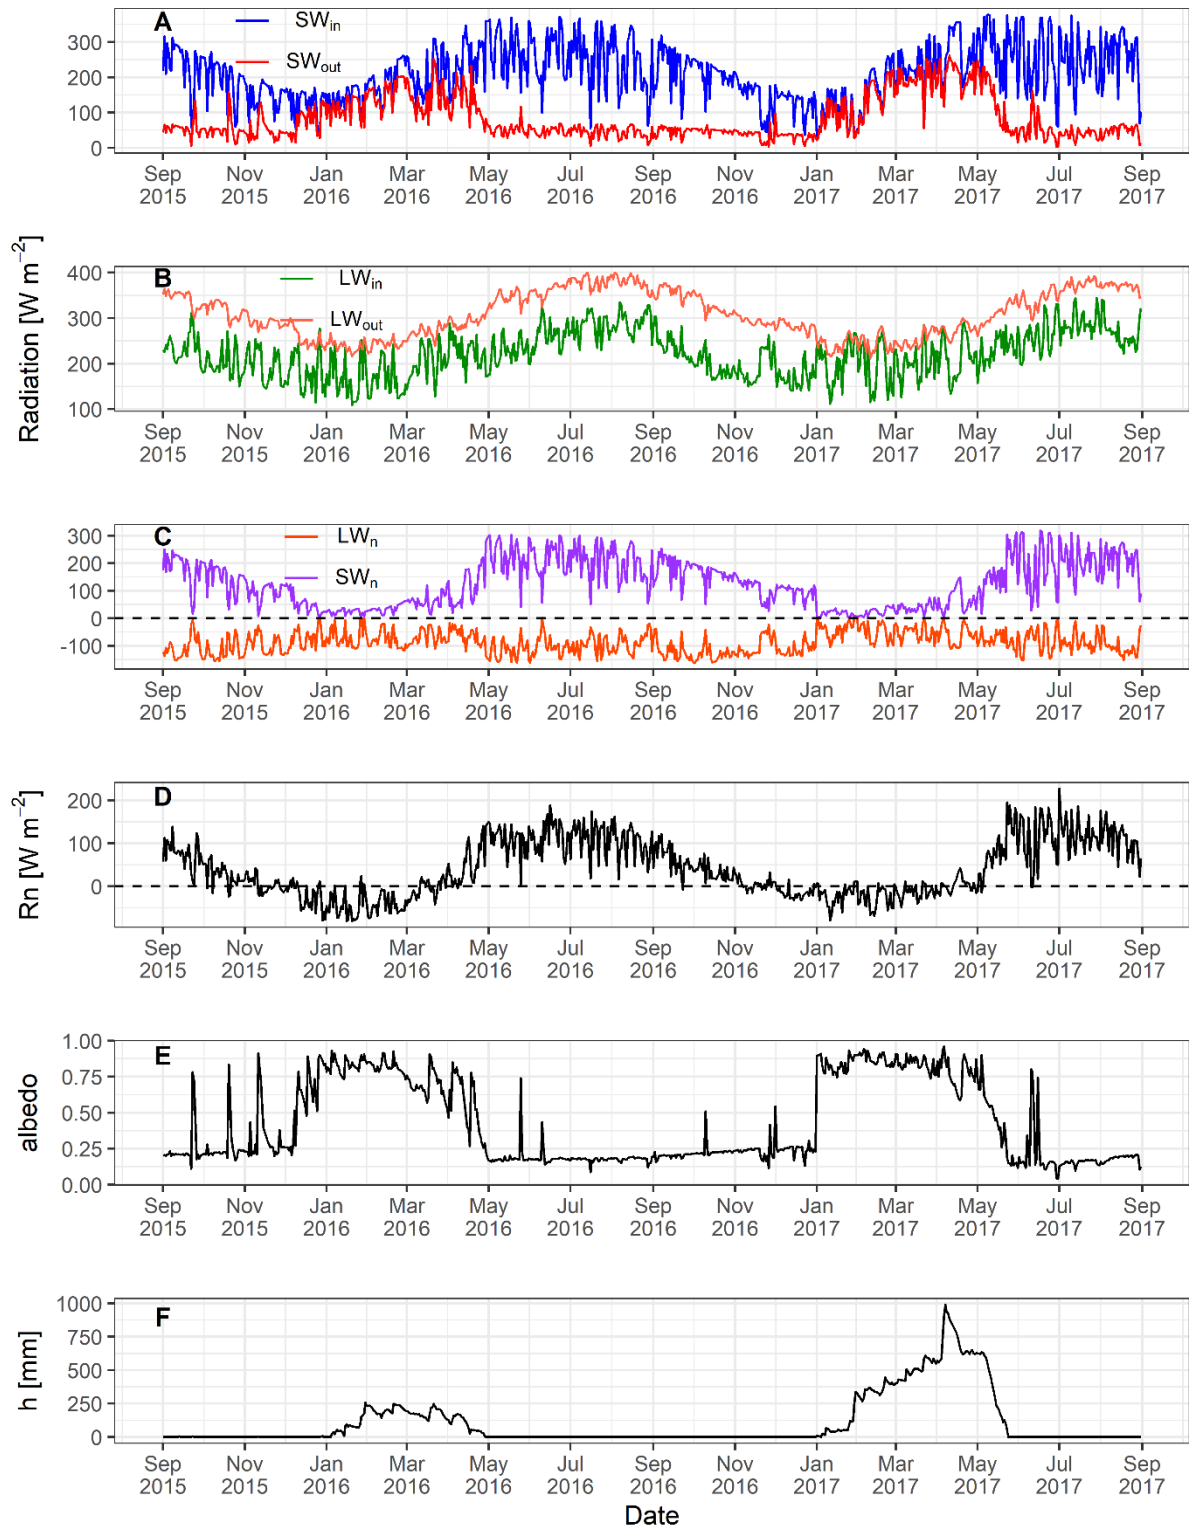 A
SWin
SWout
300
200
100
0
Sep Nov Jan Mar May Jul Sep Nov Jan Mar May Jul Sep
2015 2015 2016 2016 2016 2016 2016 2016 2017 2017 2017 2017 2017
Radiation [W m−2]
B
LWin
LWout
400
300
200
100
Sep Nov Jan Mar May Jul Sep Nov Jan Mar May Jul Sep
2015 2015 2016 2016 2016 2016 2016 2016 2017 2017 2017 2017 2017
C
LWn
SWn
300
200
100
0
-100
Sep Nov Jan Mar May Jul Sep Nov Jan Mar May Jul Sep
2015 2015 2016 2016 2016 2016 2016 2016 2017 2017 2017 2017 2017
Rn [W m−2]
D
200
100
0
Sep Nov Jan Mar May Jul Sep Nov Jan Mar May Jul Sep
2015 2015 2016 2016 2016 2016 2016 2016 2017 2017 2017 2017 2017
albedo
E
1.00
0.75
0.50
0.25
0.00
Sep Nov Jan Mar May Jul Sep Nov Jan Mar May Jul Sep
2015 2015 2016 2016 2016 2016 2016 2016 2017 2017 2017 2017 2017
h [mm]
F
1000
750
500
250
0
Sep Nov Jan Mar May Jul Sep Nov Jan Mar May Jul Sep
2015 2015 2016 2016 2016 2016 2016 2016 2017 2017 2017 2017 2017
Date